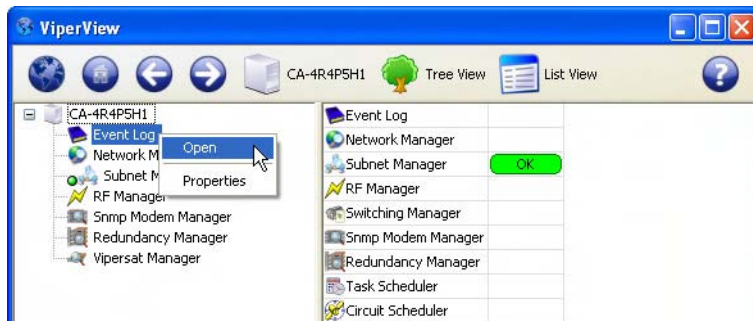 ViperView
CA-4R4P5H1
Tree View
List View
CA-4R4P5H1
Event Log
Network M
Subnet M
RF Manager
Snmp Modem Manager
Redundancy Manager
Vipersat Manager
Open
Properties
Event Log
Network Manager
Subnet Manager OK
RF Manager
Switching Manager
Snmp Modem Manager
Redundancy Manager
Task Scheduler
Circuit Scheduler